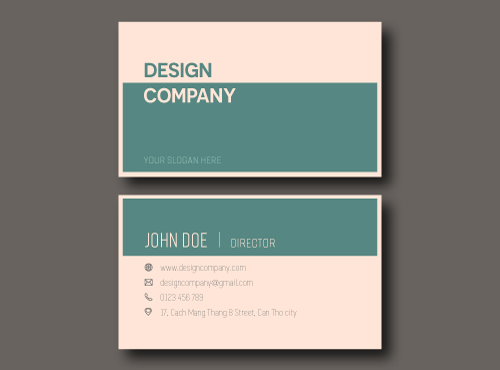 DESIGN
COMPANY
YOUR SLOGAN HERE
JOHN DOE | DIRECTOR
www.designcompany.com
designcompany@gmail.com
0123 456 789
17, Cach Mang Thang 8 Street, Can Tho city